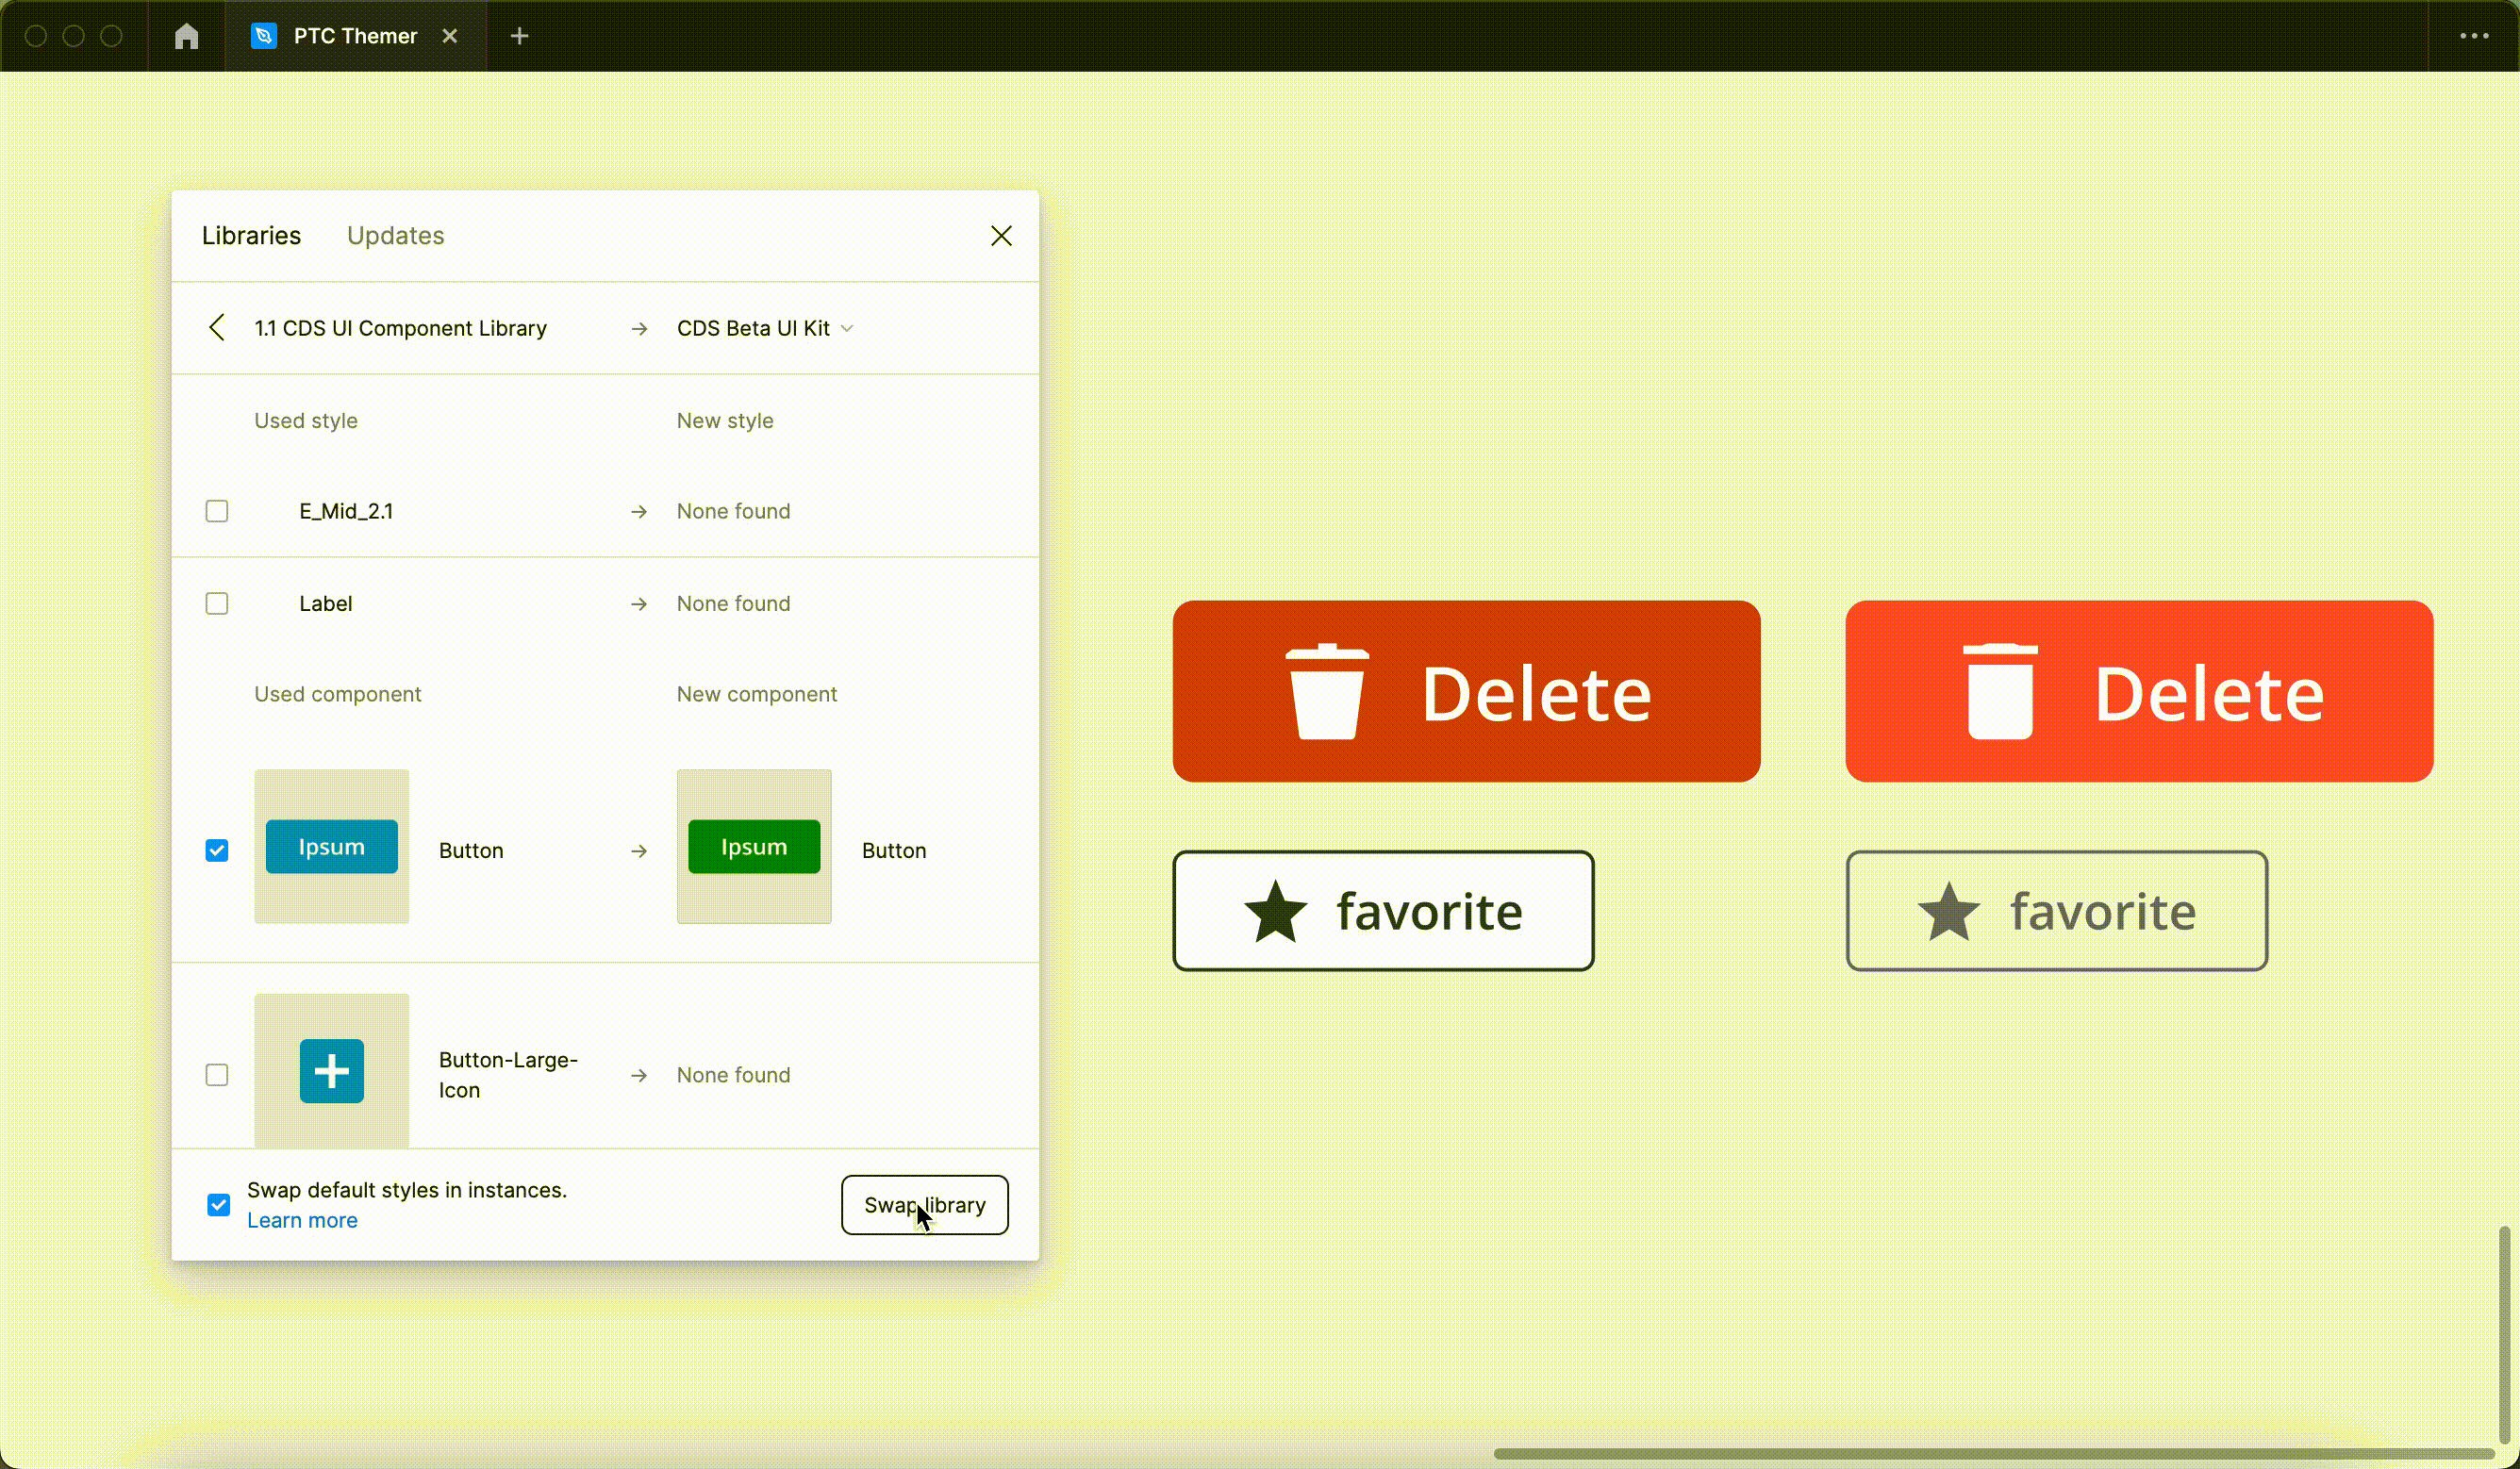 PTC Themer
Libraries
Updates
1.1 CDS UI Component Library
CDS Beta UI Kit
Used style
New style
E_Mid_2.1
None found
Label
None found
Used component
New component
Ipsum
Button
Ipsum
Button
Button-Large-
Icon
None found
Swap default styles in instances.
Learn more
Swap library
Delete
Delete
favorite
favorite